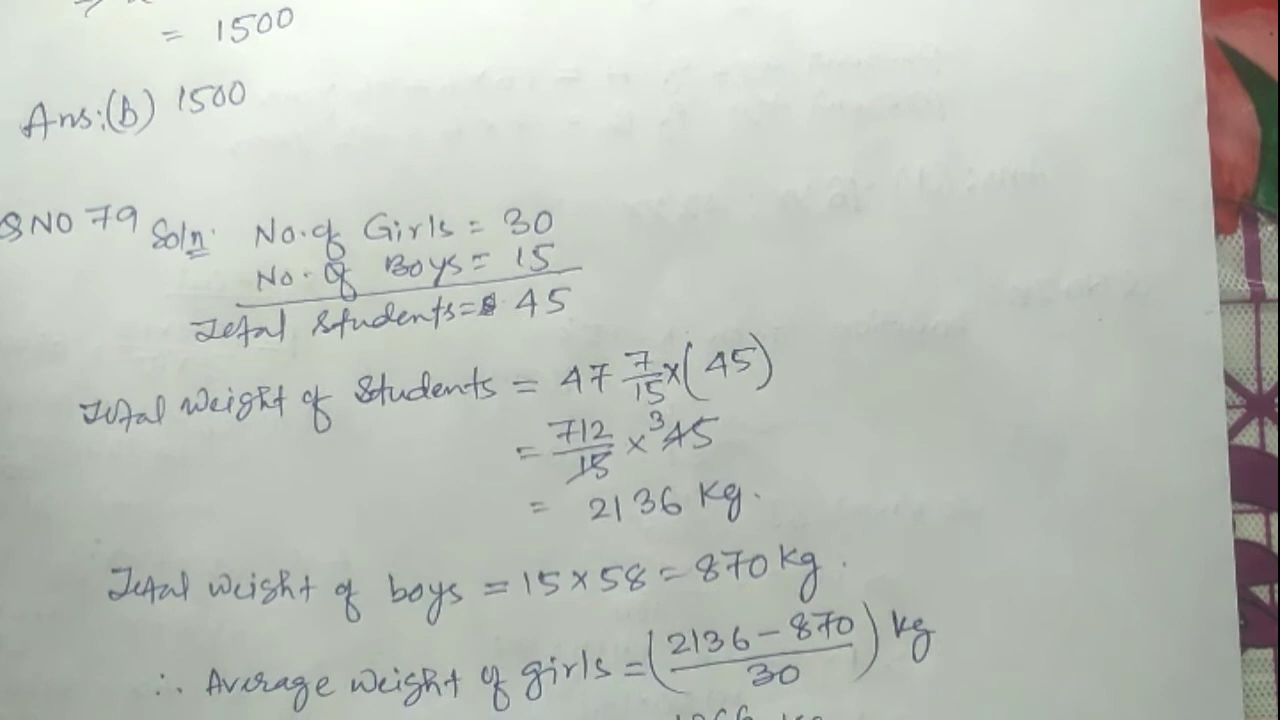 = 1500
Ans:(b) 1500
QNO 79 Soln. No. of Girls = 30
No. of Boys = 15
Total Students = 45
Total weight of Students = 47 7/15 x (45)
= 712/15 x 3 45
= 2136 Kg.
Total weight of boys = 15 x 58 = 870 kg.
∴ Average weight of girls = (2136 - 870 / 30) kg